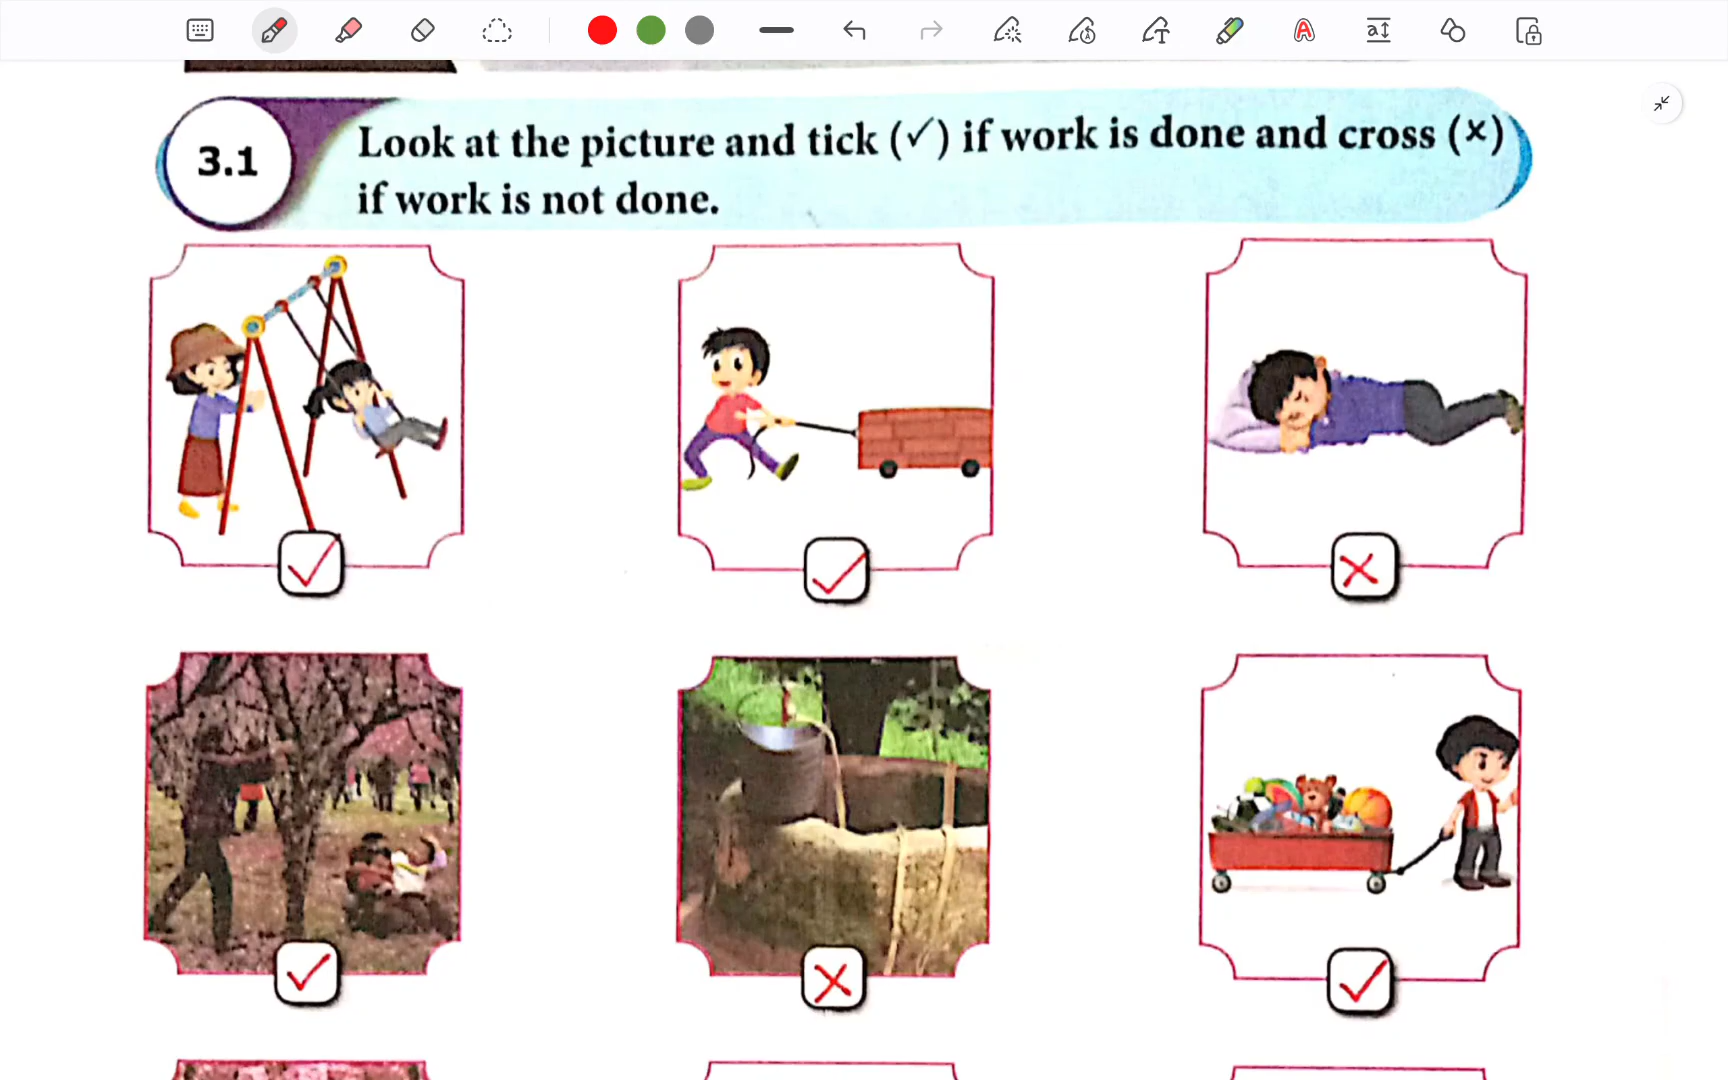 3.1
Look at the picture and tick (✓) if work is done and cross (×)
if work is not done.